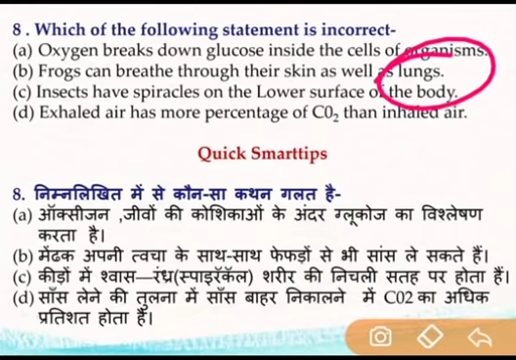 8 . Which of the following statement is incorrect-
(a) Oxygen breaks down glucose inside the cells of organisms.
(b) Frogs can breathe through their skin as well as lungs.
(c) Insects have spiracles on the Lower surface of the body.
(d) Exhaled air has more percentage of C0₂ than inhaled air.
Quick Smarttips
8. निम्नलिखित में से कौन-सा कथन गलत है-
(a) ऑक्सीजन ,जीवों की कोशिकाओं के अंदर ग्लूकोज का विश्लेषण
करता है।
(b) मेंढक अपनी त्वचा के साथ-साथ फेफड़ों से भी सांस ले सकते हैं।
(c) कीड़ों में श्वास—रंध्र(स्पाइरॅकॅल) शरीर की निचली सतह पर होता हैं।
(d) साँस लेने की तुलना में साँस बाहर निकालने में C02 का अधिक
प्रतिशत होता हैं।